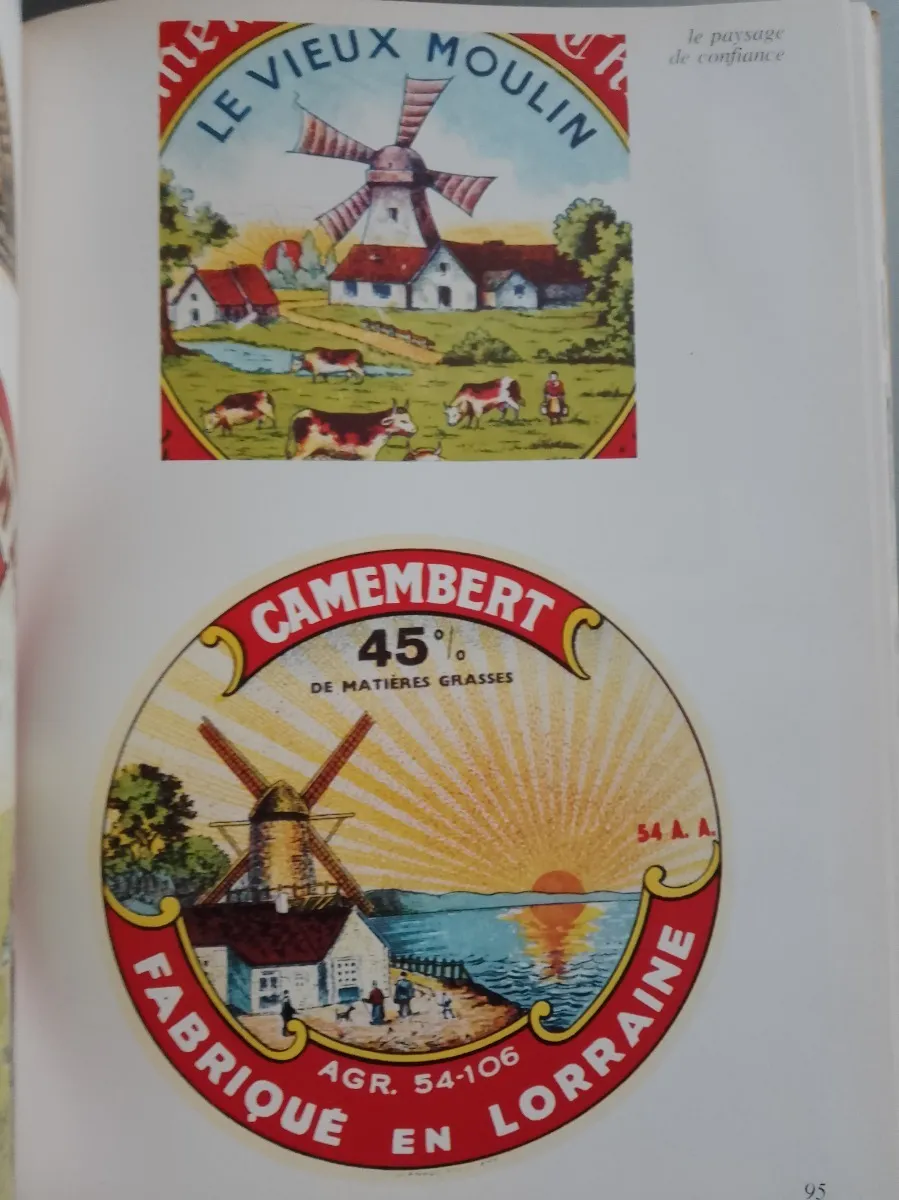 le paysage
de confiance
LE VIEUX MOULIN
CAMEMBERT
45%
DE MATIÈRES GRASSES
54 A. A.
AGR. 54-106
FABRIQUÉ EN LORRAINE
95